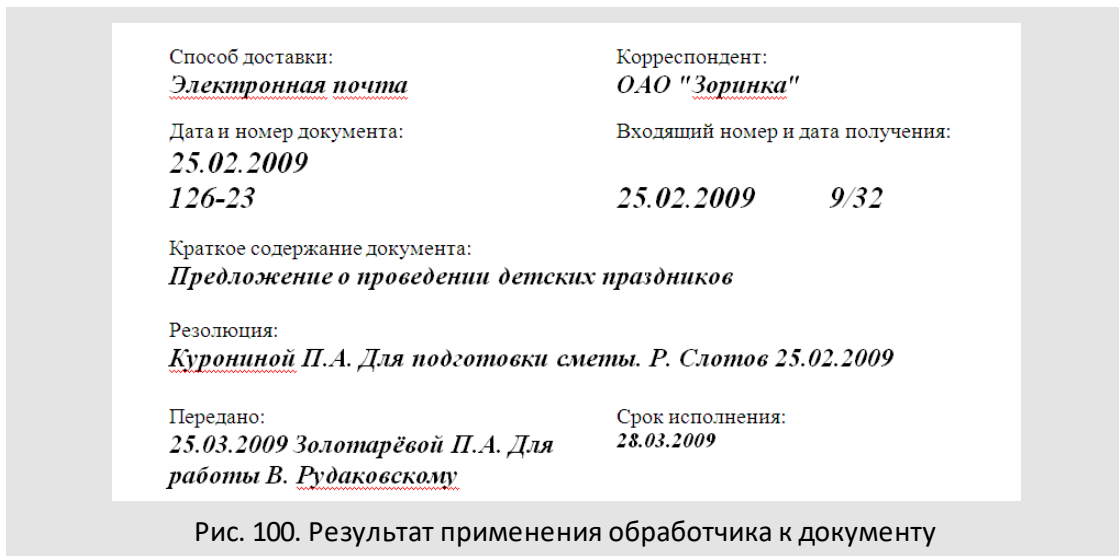 Способ доставки:
Электронная почта
Корреспондент:
ОАО "Зоринка"
Дата и номер документа:
25.02.2009
126-23
Входящий номер и дата получения:
25.02.2009 9/32
Краткое содержание документа:
Предложение о проведении детских праздников
Резолюция:
Курониной П.А. Для подготовки сметы. Р. Слотов 25.02.2009
Передано:
25.03.2009 Золотарёвой П.А. Для
работы В. Рудаковскому
Срок исполнения:
28.03.2009
Рис. 100. Результат применения обработчика к документу